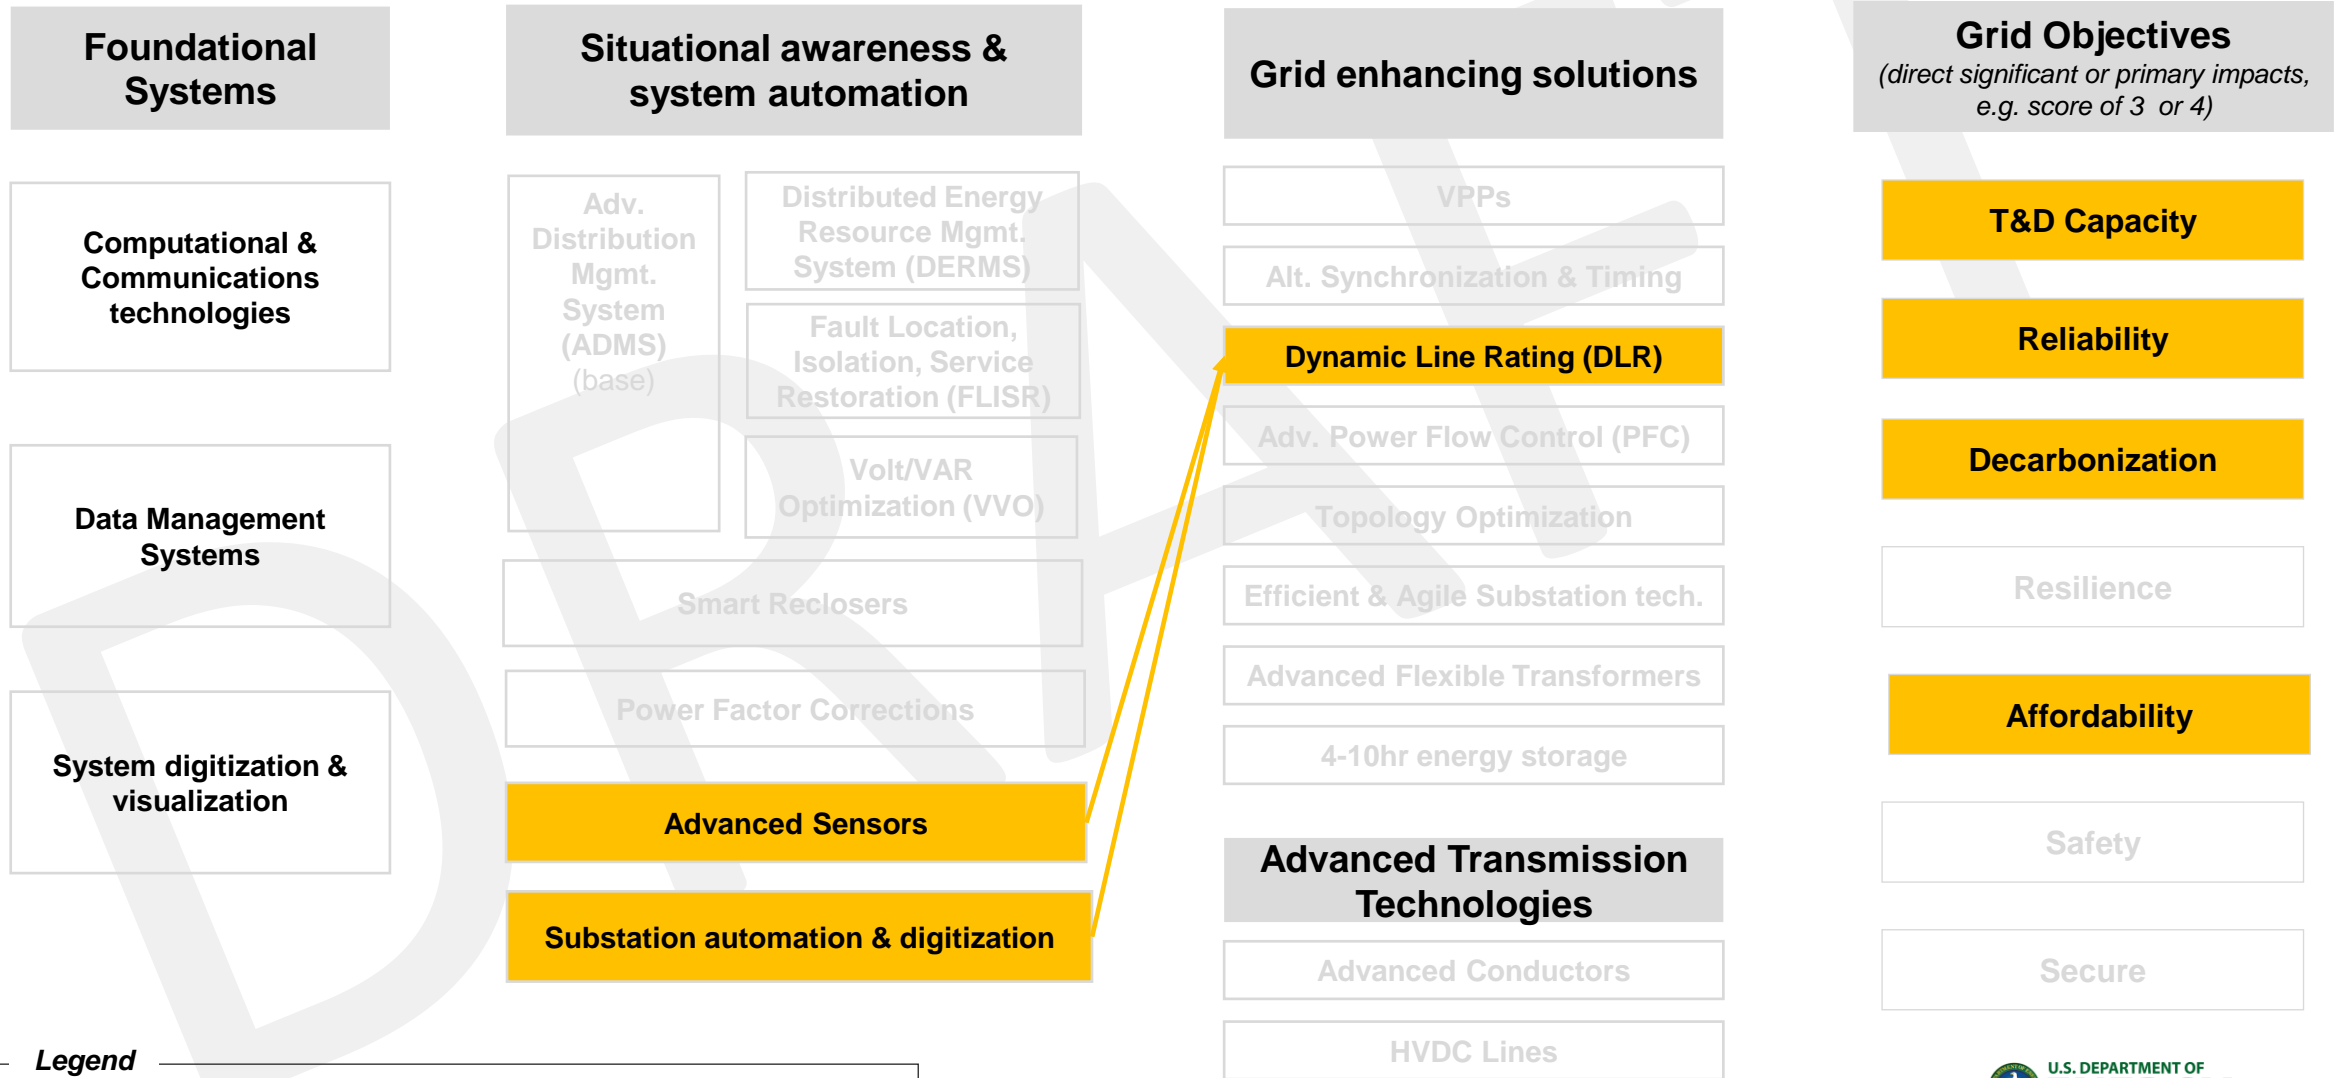 Foundational
Systems
Computational &
Communications
technologies
Data Management
Systems
System digitization &
visualization
Situational awareness &
system automation
Adv.
Distribution
Mgmt.
System
(ADMS)
(base)
Distributed Energy
Resource Mgmt.
System (DERMS)
Fault Location,
Isolation, Service
Restoration (FLISR)
Volt/VAR
Optimization (VVO)
Smart Reclosers
Power Factor Corrections
Advanced Sensors
Substation automation & digitization
Grid enhancing solutions
VPPs
Alt. Synchronization & Timing
Dynamic Line Rating (DLR)
Adv. Power Flow Control (PFC)
Topology Optimization
Efficient & Agile Substation tech.
Advanced Flexible Transformers
4-10hr energy storage
Advanced Transmission
Technologies
Advanced Conductors
HVDC Lines
Grid Objectives
(direct significant or primary impacts,
e.g. score of 3 or 4)
T&D Capacity
Reliability
Decarbonization
Resilience
Affordability
Safety
Secure
Legend
U.S. DEPARTMENT OF
DRAFT